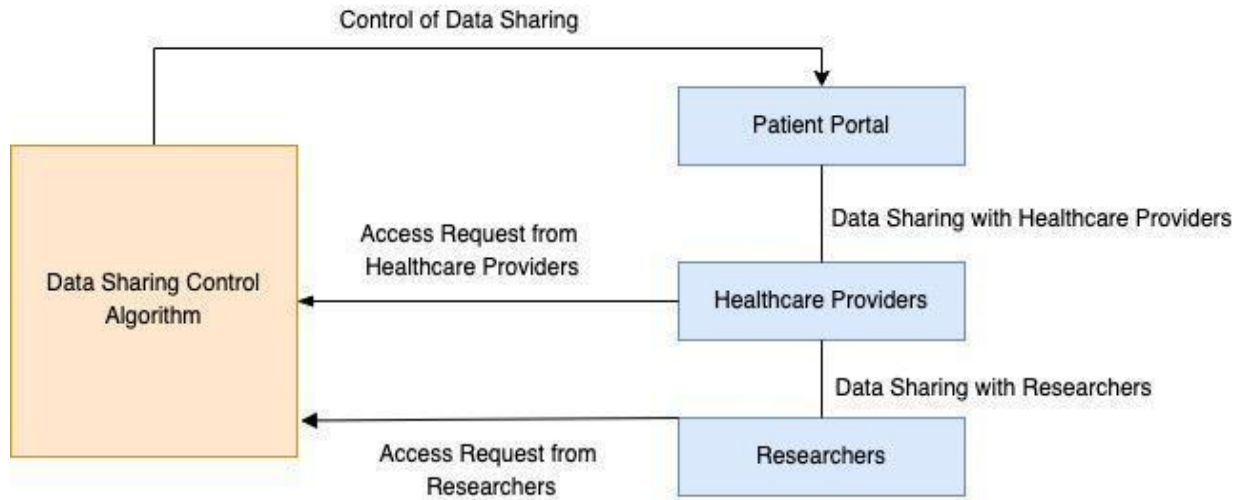 Control of Data Sharing
Patient Portal
Data Sharing with Healthcare Providers
Access Request from
Healthcare Providers
Data Sharing Control
Algorithm
Healthcare Providers
Data Sharing with Researchers
Access Request from
Researchers
Researchers